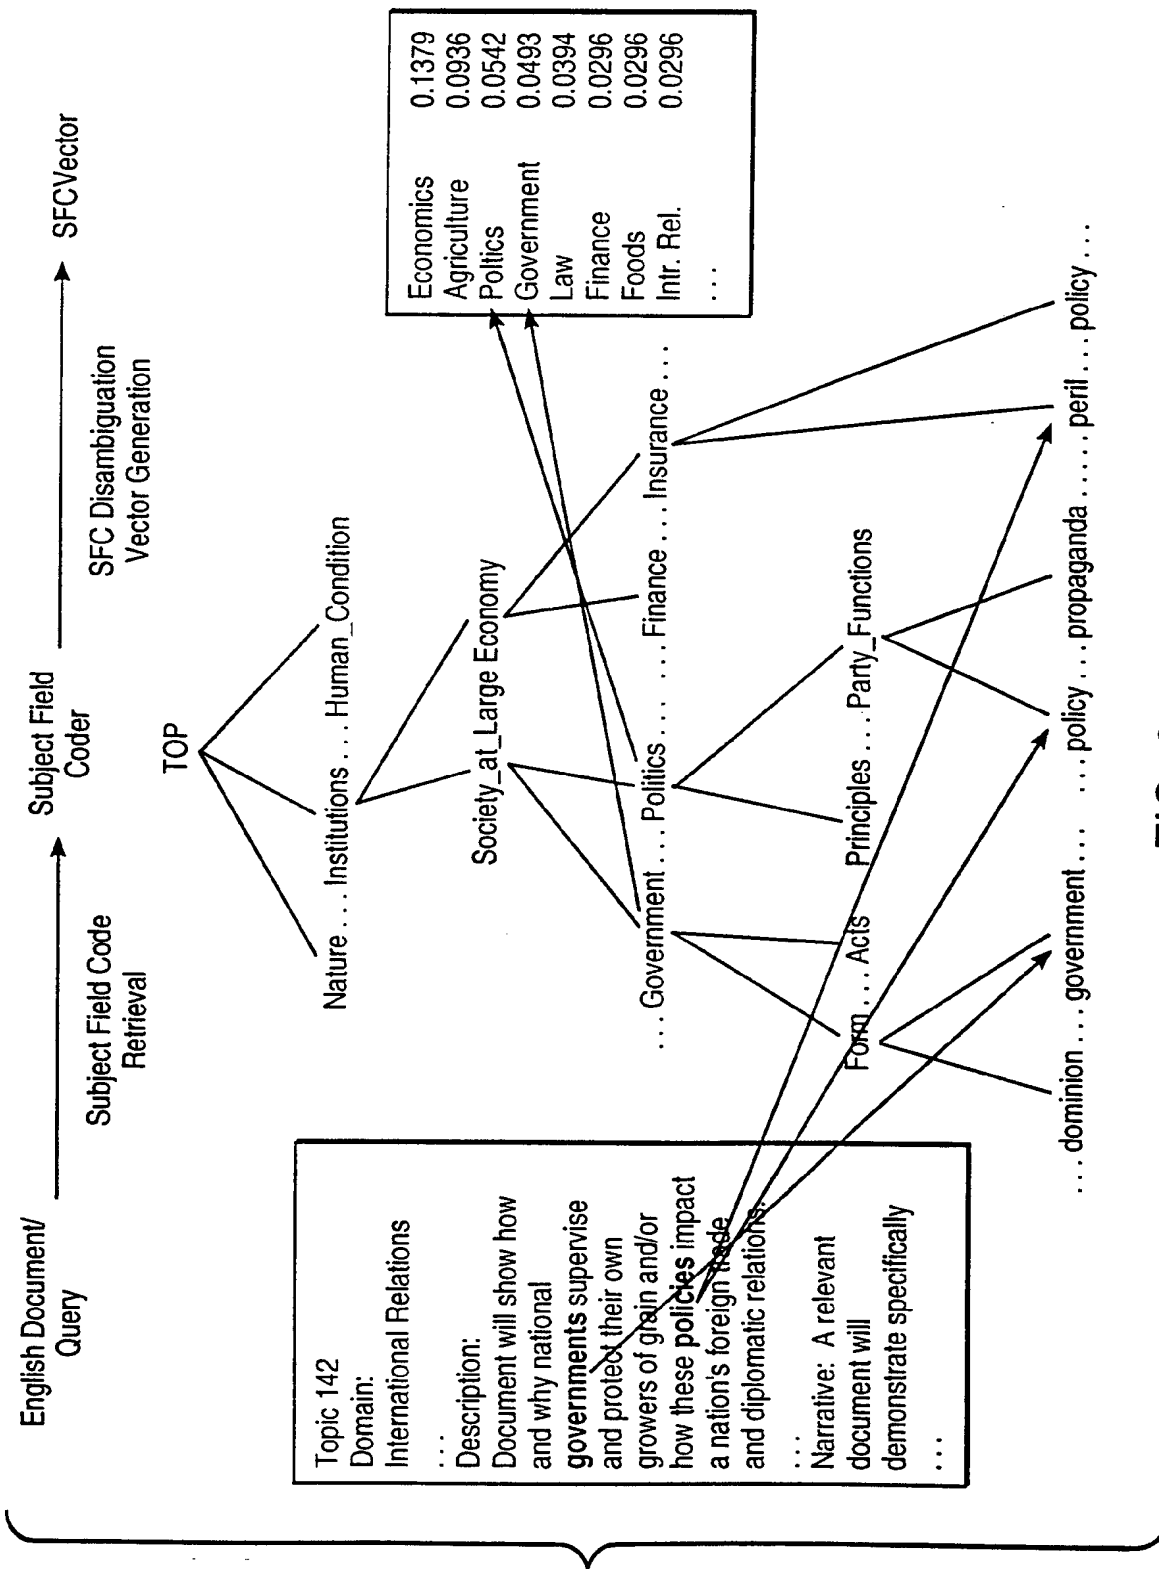 English Document/
Query
Subject Field Code
Retrieval
Subject Field
Coder
SFC Disambiguation
Vector Generation
SFCVector
TOP
Nature ... Institutions ... Human_Condition
Society_at_Large Economy
... Government ... Politics ... ... Finance ... Insurance ...
Form ... Acts Principles ... Party_Functions
... dominion ... government ... ... policy ... propaganda ..... peril ... policy ...
Topic 142
Domain:
International Relations
...
Description:
Document will show how
and why national
governments supervise
and protect their own
growers of grain and/or
how these policies impact
a nation's foreign trade
and diplomatic relations.
...
Narrative: A relevant
document will
demonstrate specifically
...
Economics 0.1379
Agriculture 0.0936
Poltics 0.0542
Government 0.0493
Law 0.0394
Finance 0.0296
Foods 0.0296
Intr. Rel. 0.0296
...